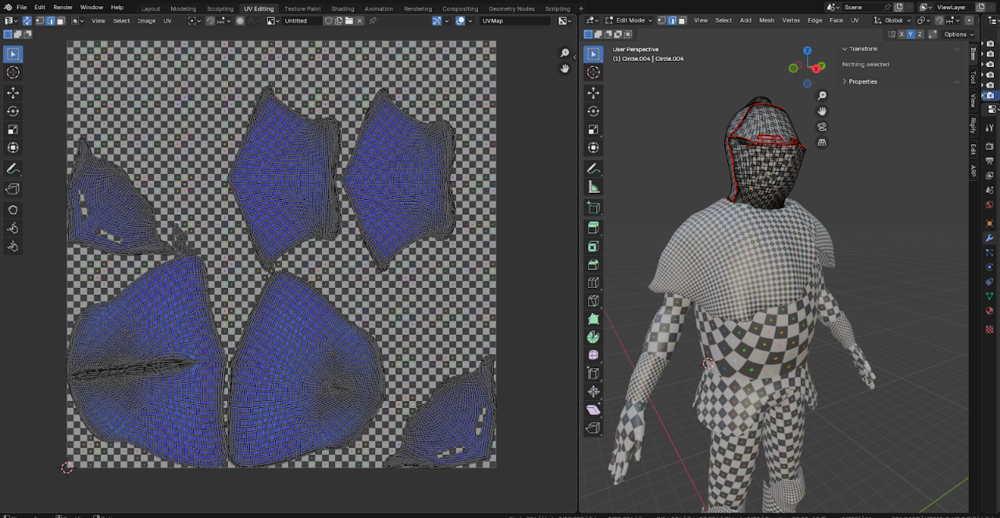 File Edit Render Window Help Layout Modeling Sculpting UV Editing Texture Paint Shading Animation Rendering Compositing Geometry Nodes Scripting + Scene ViewLayer
View Select Image UV Untitled UVMap Edit Mode View Select Add Mesh Vertex Edge Face UV Global
X Y Z Options
User Perspective
(1) Circle.004 | Circle.004
Z
Y
X
Transform
Nothing selected
Properties
Item
Tool
View
Rigify
Edit
ARP